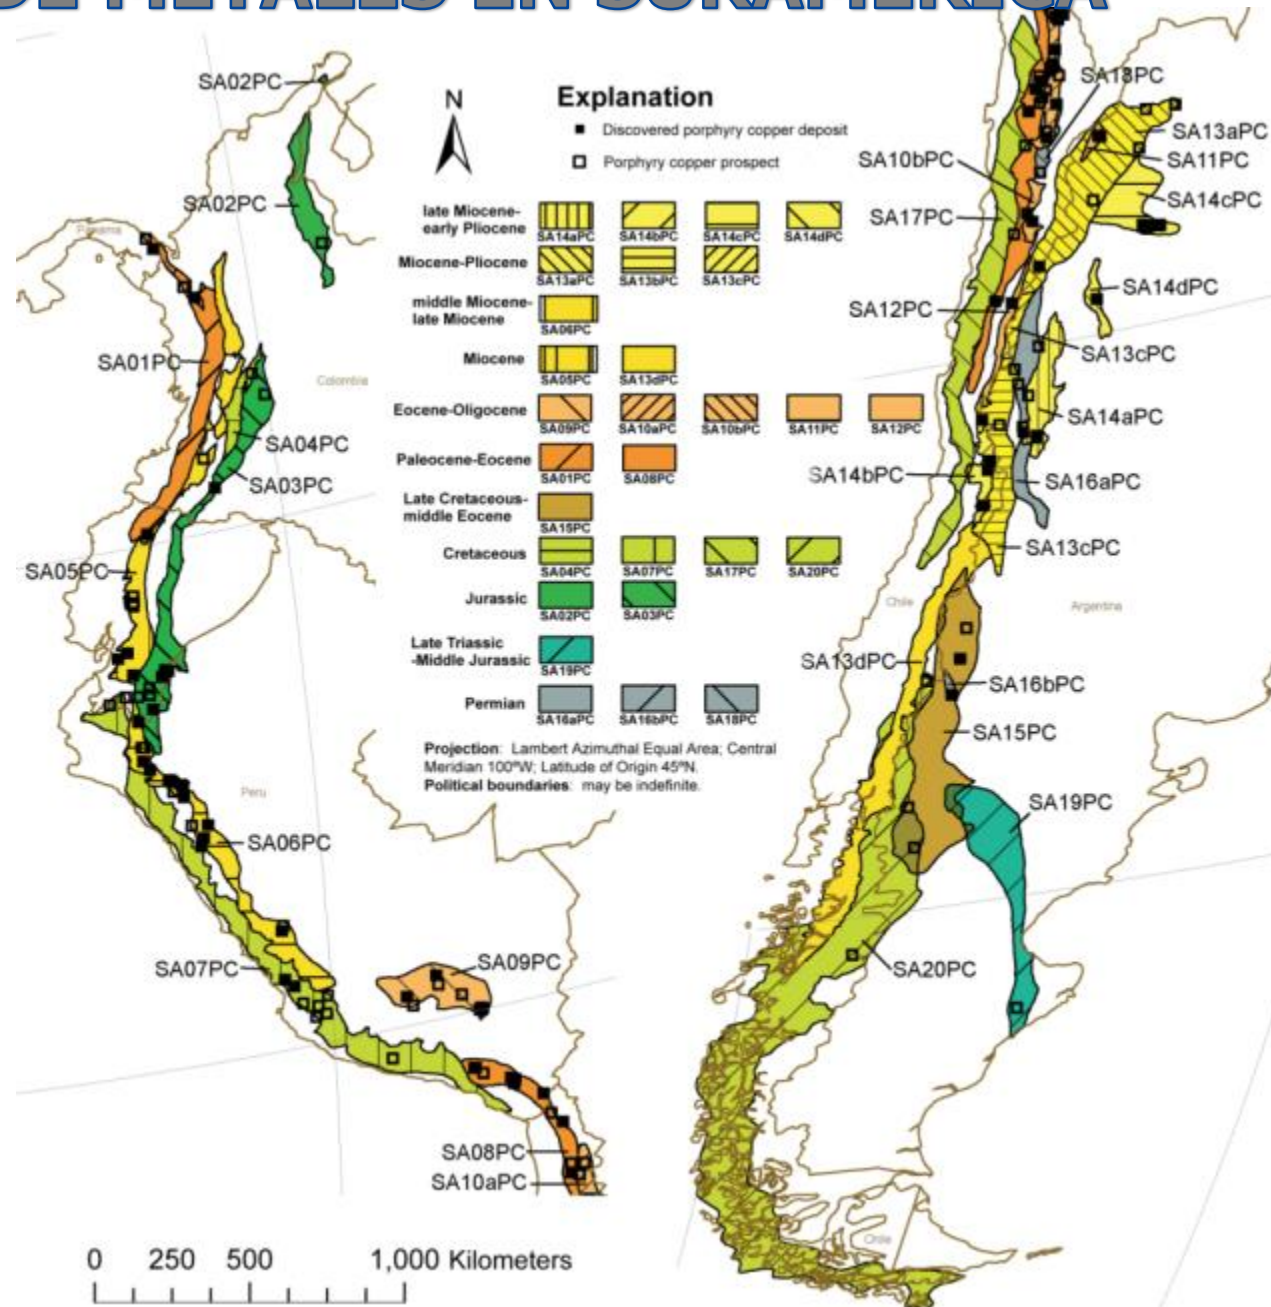 DE METALES EN SURAMERICA
SA02PC
SA02PC
Panama
SA01PC
Colombia
SA04PC
SA03PC
SA05PC
Peru
SA06PC
SA07PC
SA09PC
SA08PC
SA10aPC
0 250 500 1,000 Kilometers
N
Explanation
Discovered porphyry copper deposit
Porphyry copper prospect
late Miocene-
early Pliocene
SA14aPC SA14bPC SA14cPC SA14dPC
Miocene-Pliocene
SA13aPC SA13bPC SA13cPC
middle Miocene-
late Miocene
SA06PC
Miocene
SA05PC SA13dPC
Eocene-Oligocene
SA09PC SA10aPC SA10bPC SA11PC SA12PC
Paleocene-Eocene
SA01PC SA08PC
Late Cretaceous-
middle Eocene
SA15PC
Cretaceous
SA04PC SA07PC SA17PC SA20PC
Jurassic
SA02PC SA03PC
Late Triassic
-Middle Jurassic
SA19PC
Permian
SA16aPC SA16bPC SA18PC
Projection: Lambert Azimuthal Equal Area; Central
Meridian 100°W; Latitude of Origin 45°N.
Political boundaries: may be indefinite.
SA18PC
SA13aPC
SA10bPC
SA11PC
SA14cPC
SA17PC
SA14dPC
SA12PC
SA13cPC
SA14aPC
SA14bPC
SA16aPC
SA13cPC
Chile
Argentina
SA13dPC
SA16bPC
SA15PC
SA19PC
SA20PC
Chile